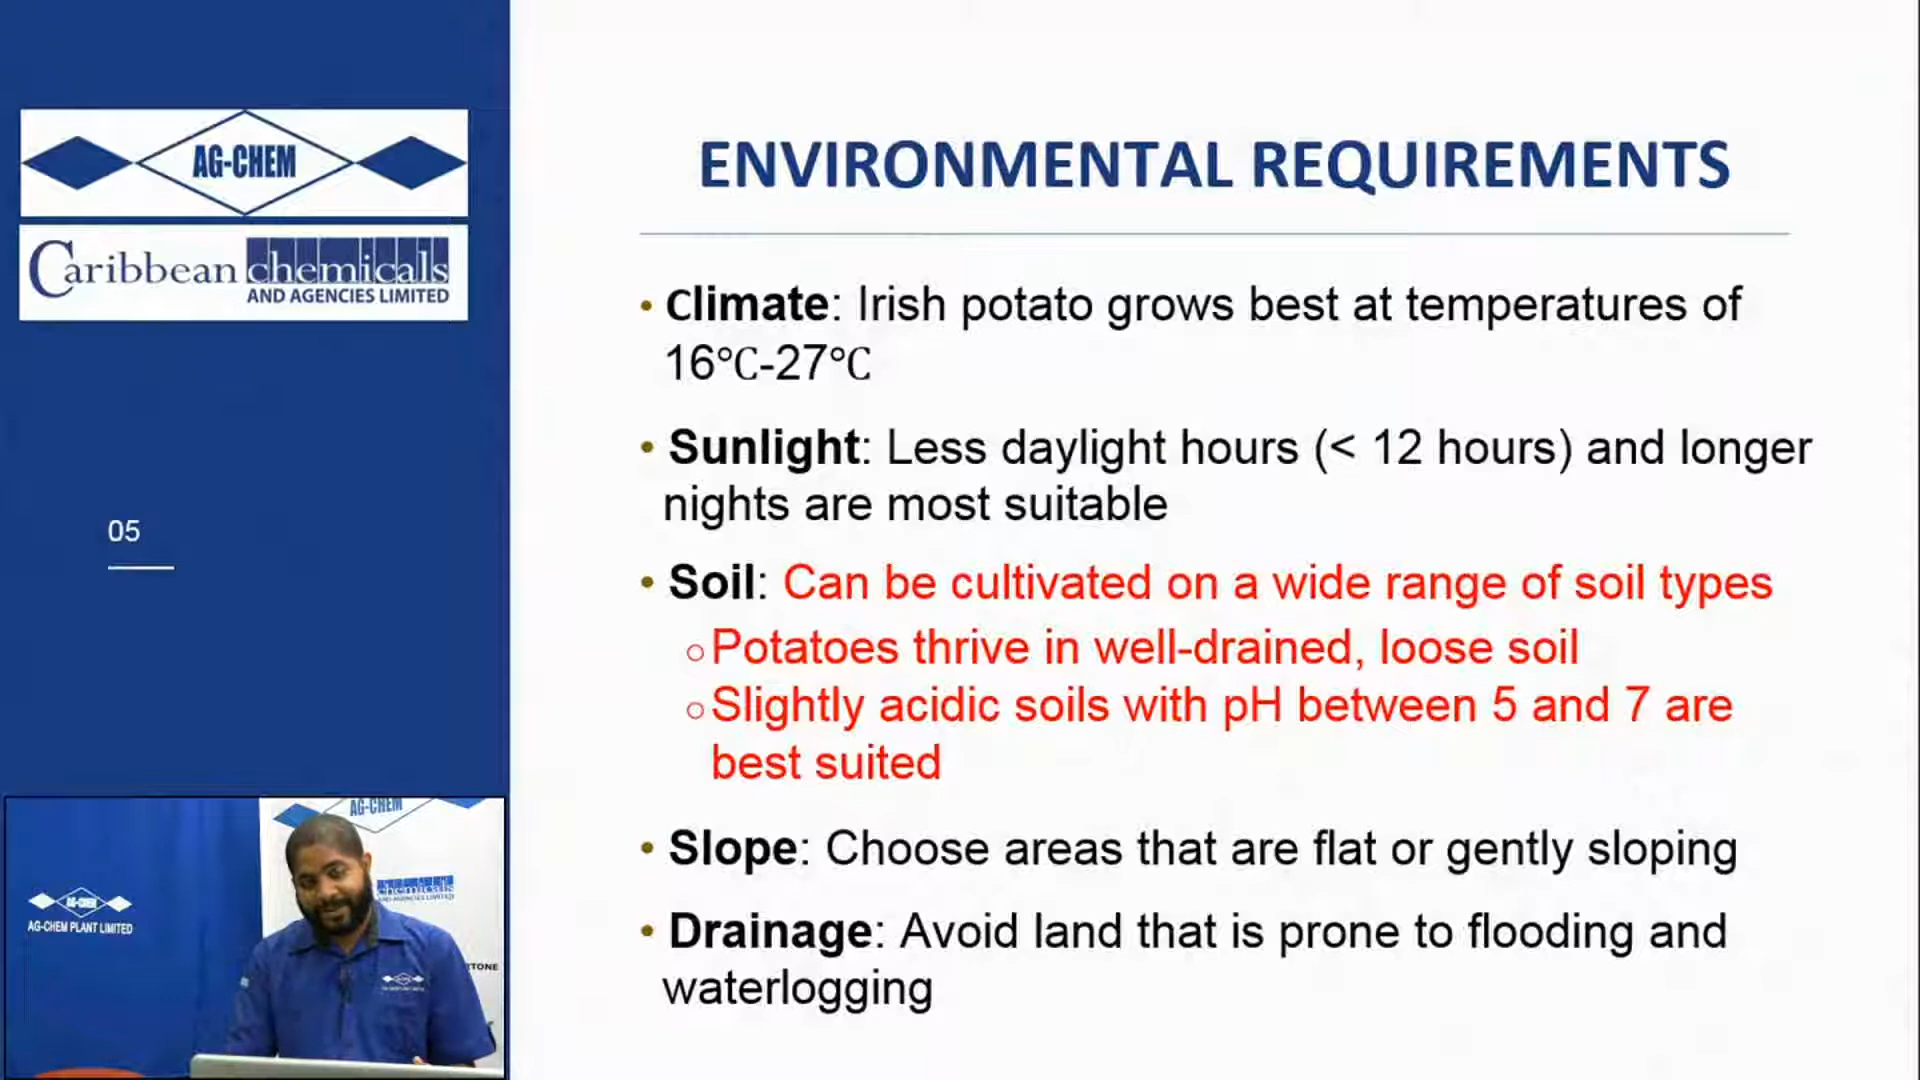 AG-CHEM
Caribbean chemicals
AND AGENCIES LIMITED
05
ENVIRONMENTAL REQUIREMENTS
• Climate: Irish potato grows best at temperatures of
16℃-27℃
• Sunlight: Less daylight hours (< 12 hours) and longer
nights are most suitable
• Soil: Can be cultivated on a wide range of soil types
○ Potatoes thrive in well-drained, loose soil
○ Slightly acidic soils with pH between 5 and 7 are
best suited
• Slope: Choose areas that are flat or gently sloping
• Drainage: Avoid land that is prone to flooding and
waterlogging
AG-CHEM
chemicals
AND AGENCIES LIMITED
AG-CHEM
AG-CHEM PLANT LIMITED
TONE